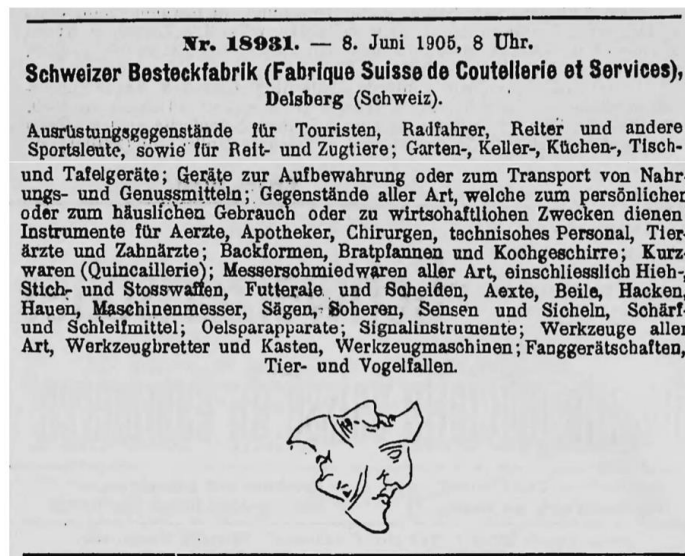 Nr. 18931. — 8. Juni 1905, 8 Uhr.
Schweizer Besteckfabrik (Fabrique Suisse de Coutellerie et Services),
Delsberg (Schweiz).
Ausrüstungsgegenstände für Touristen, Radfahrer, Reiter und andere
Sportsleute, sowie für Reit- und Zugtiere; Garten-, Keller-, Küchen-, Tisch-
und Tafelgeräte; Geräte zur Aufbewahrung oder zum Transport von Nahr-
ungs- und Genussmitteln; Gegenstände aller Art, welche zum persönlichen
oder zum häuslichen Gebrauch oder zu wirtschaftlichen Zwecken dienen
Instrumente für Aerzte, Apotheker, Chirurgen, technisches Personal, Tier-
ärzte und Zahnärzte; Backformen, Bratpfannen und Kochgeschirre; Kurz-
waren (Quincaillerie); Messerschmiedwaren aller Art, einschliesslich Hieb-,
Stich- und Stosswaffen, Futterale und Scheiden, Aexte, Beile, Hacken,
Hauen, Maschinenmesser, Sägen, Scheren, Sensen und Sicheln, Schärf-
und Schleifmittel; Oelsparapparate; Signalinstrumente; Werkzeuge aller
Art, Werkzeugbretter und Kasten, Werkzeugmaschinen; Fanggerätschaften,
Tier- und Vogelfallen.